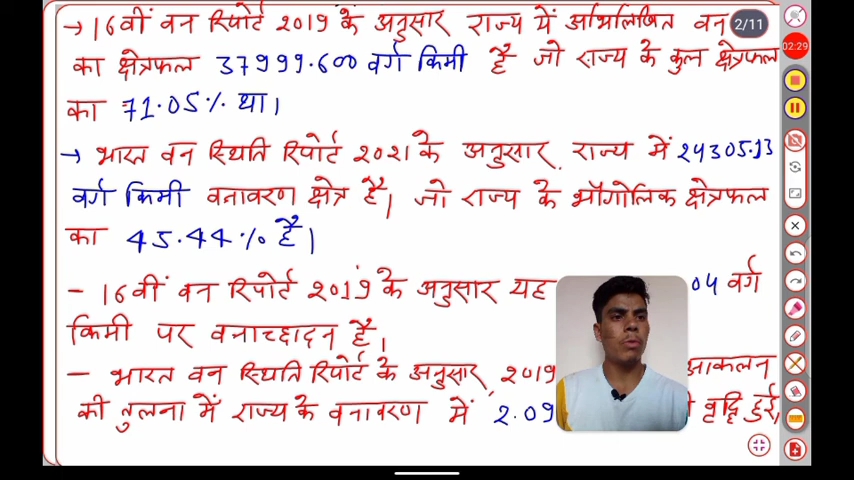 → 16वीं वन रिपोर्ट 2019 के अनुसार राज्य में अभिलिखित वन
2/11
02:29
का क्षेत्रफल 37999.600 वर्ग किमी है जो राज्य के कुल क्षेत्रफल
का 71.05% था।
→ भारत वन स्थिति रिपोर्ट 2021 के अनुसार राज्य में 24305.13
वर्ग किमी वनावरण क्षेत्र है। जो राज्य के भौगोलिक क्षेत्रफल
का 45.44% है।
- 16वीं वन रिपोर्ट 2019 के अनुसार यह 04 वर्ग
किमी पर वनाच्छादन है।
- भारत वन स्थिति रिपोर्ट के अनुसार, 2019 आकलन
की तुलना में राज्य के वनावरण में 2.09 वृद्धि हुई।